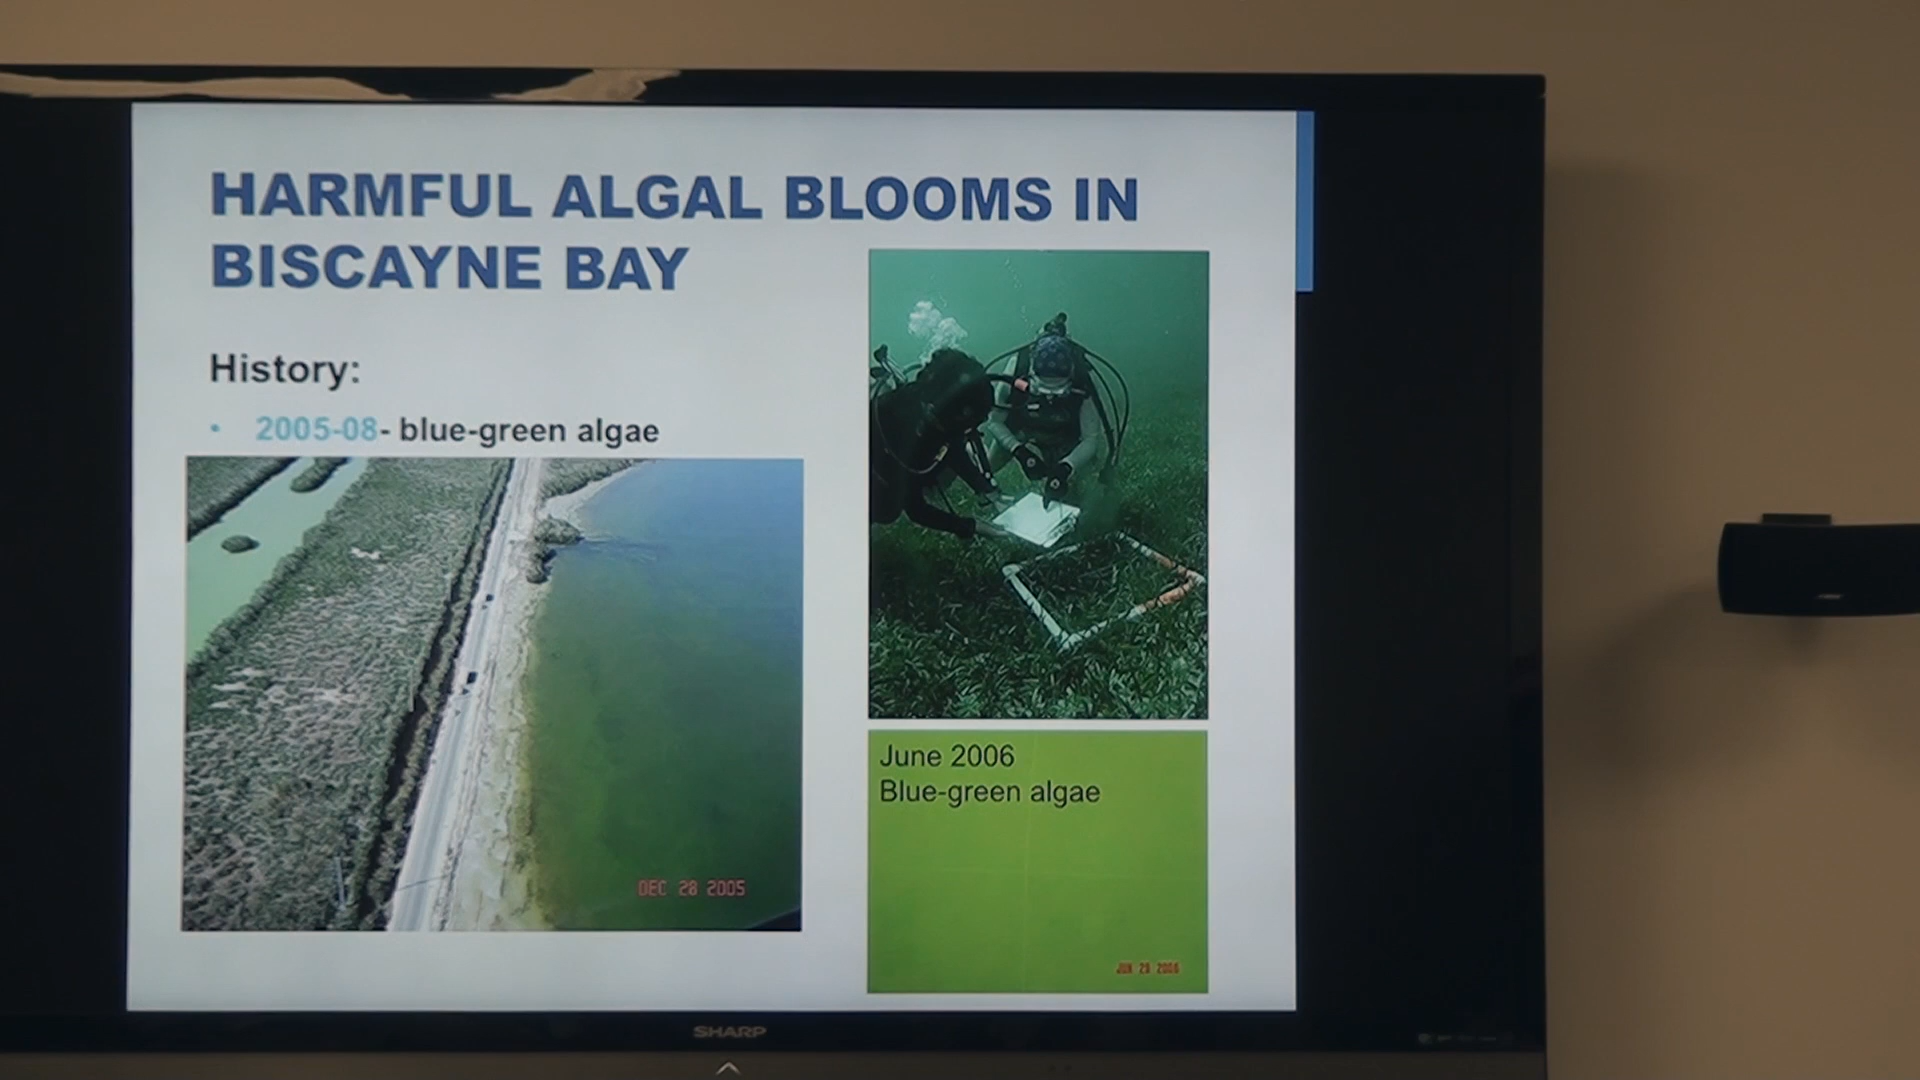 HARMFUL ALGAL BLOOMS IN
BISCAYNE BAY
History:
• 2005-08- blue-green algae
DEC 28 2005
June 2006
Blue-green algae
SHARP